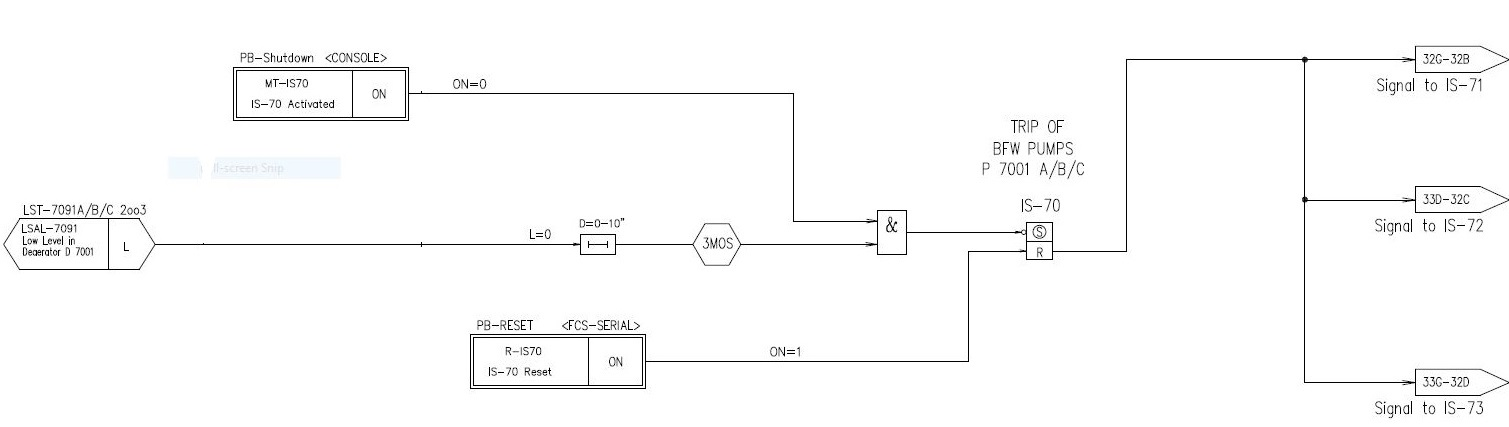 PB-Shutdown <CONSOLE>
MT-IS70
IS-70 Activated
ON
ON=0
32G-32B
Signal to IS-71
TRIP OF
BFW PUMPS
P 7001 A/B/C
IS-70
ff-screen Snip
LST-7091A/B/C 2oo3
LSAL-7091
Low Level in
Deaerator D 7001
L
L=0
D=0-10"
3MOS
&
S
R
33D-32C
Signal to IS-72
PB-RESET <FCS-SERIAL>
R-IS70
IS-70 Reset
ON
ON=1
33G-32D
Signal to IS-73